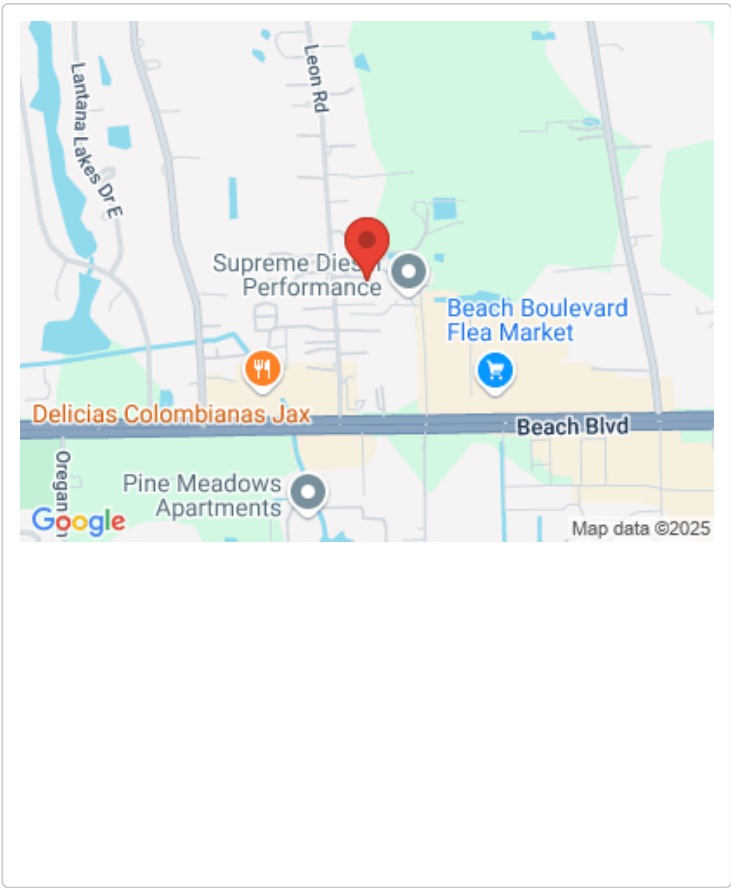 Leon Rd
Lantana Lakes Dr E
Supreme Diesel
Performance
Beach Boulevard
Flea Market
Delicias Colombianas Jax
Beach Blvd
Pine Meadows
Apartments
Oregan
Google
Map data ©2025